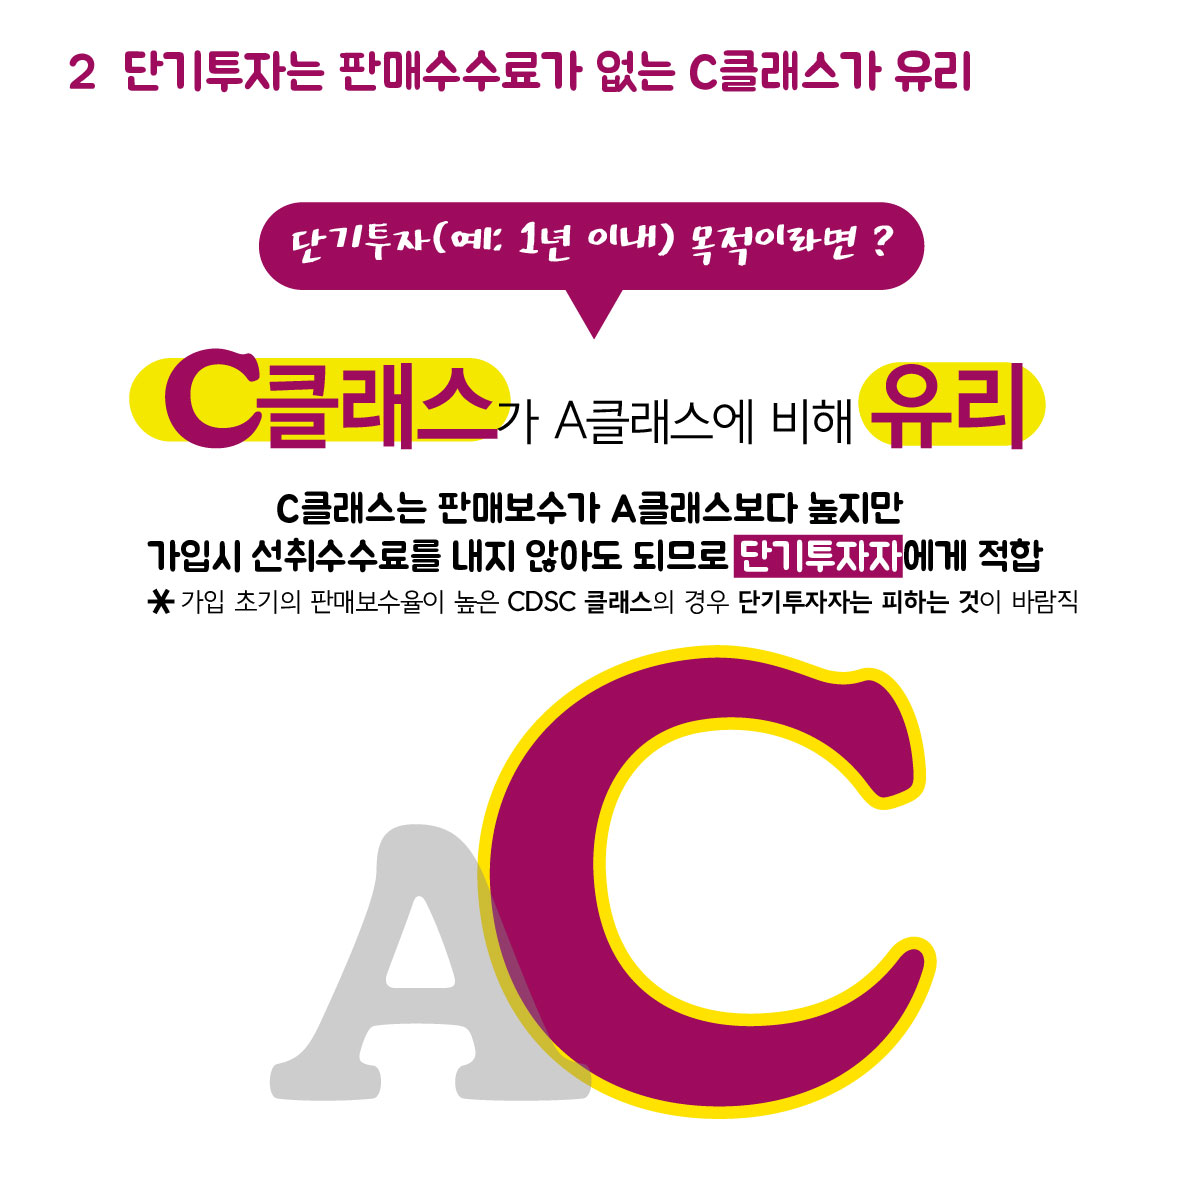 2 단기투자는 판매수수료가 없는 C클래스가 유리
단기투자(예: 1년 이내) 목적이라면 ?
C클래스가 A클래스에 비해 유리
C클래스는 판매보수가 A클래스보다 높지만
가입시 선취수수료를 내지 않아도 되므로 단기투자자에게 적합
* 가입 초기의 판매보수율이 높은 CDSC 클래스의 경우 단기투자자는 피하는 것이 바람직
A C